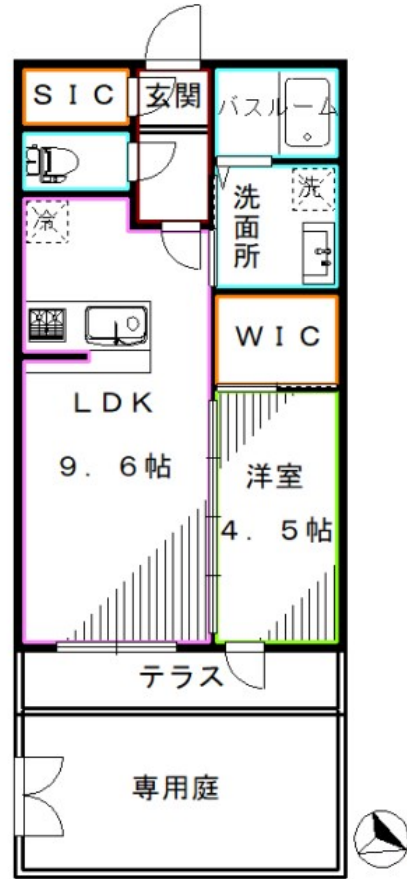 ＳＩＣ
玄関
バスルーム
洗
洗面所
冷
ＷＩＣ
ＬＤＫ
９．６帖
洋室
４．５帖
テラス
専用庭